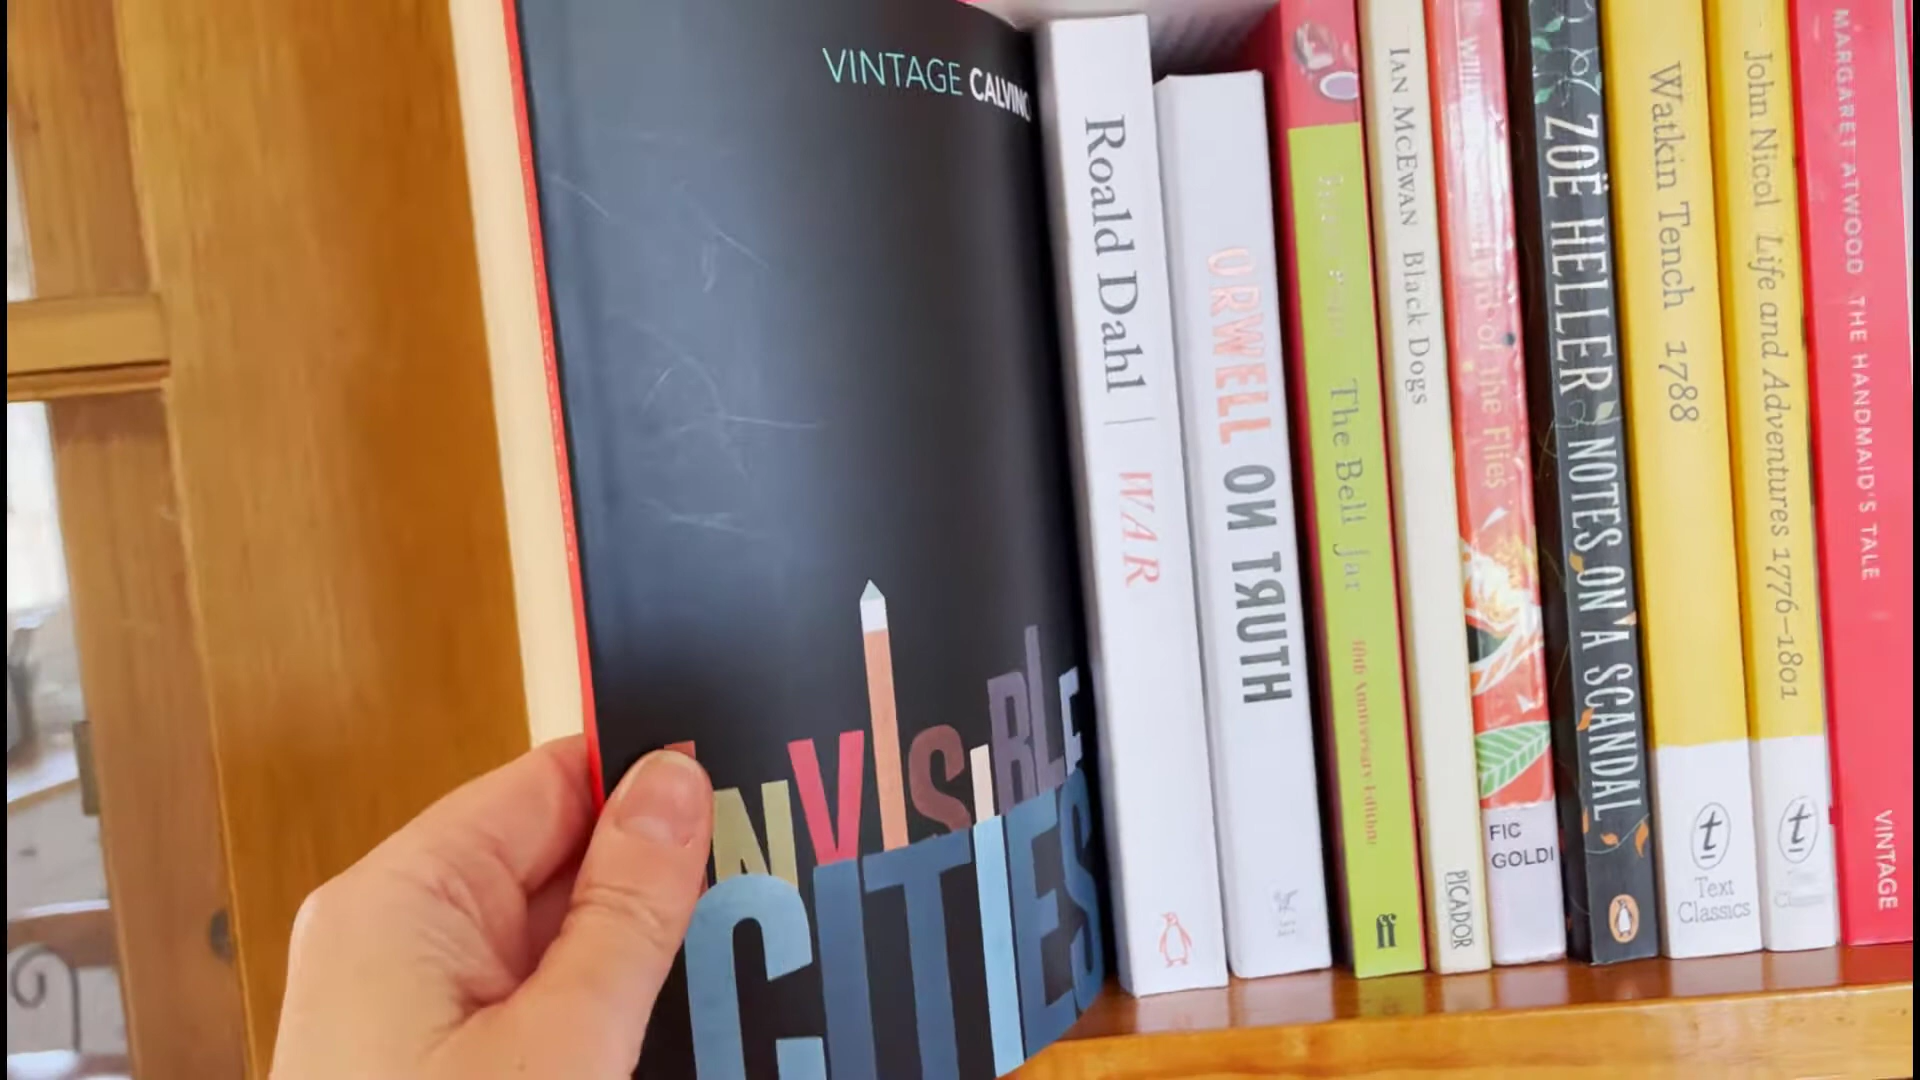 VINTAGE CALVINO
INVISIBLE
CITIES
Roald Dahl | WAR
ORWELL ON TRUTH
The Bell Jar
ff
IAN MCEWAN Black Dogs
PICADOR
Lord of the Flies
FIC
GOLDI
ZOË HELLER NOTES ON A SCANDAL
Watkin Tench 1788
t
Text
Classics
John Nicol Life and Adventures 1776–1801
t
MARGARET ATWOOD THE HANDMAID'S TALE
VINTAGE